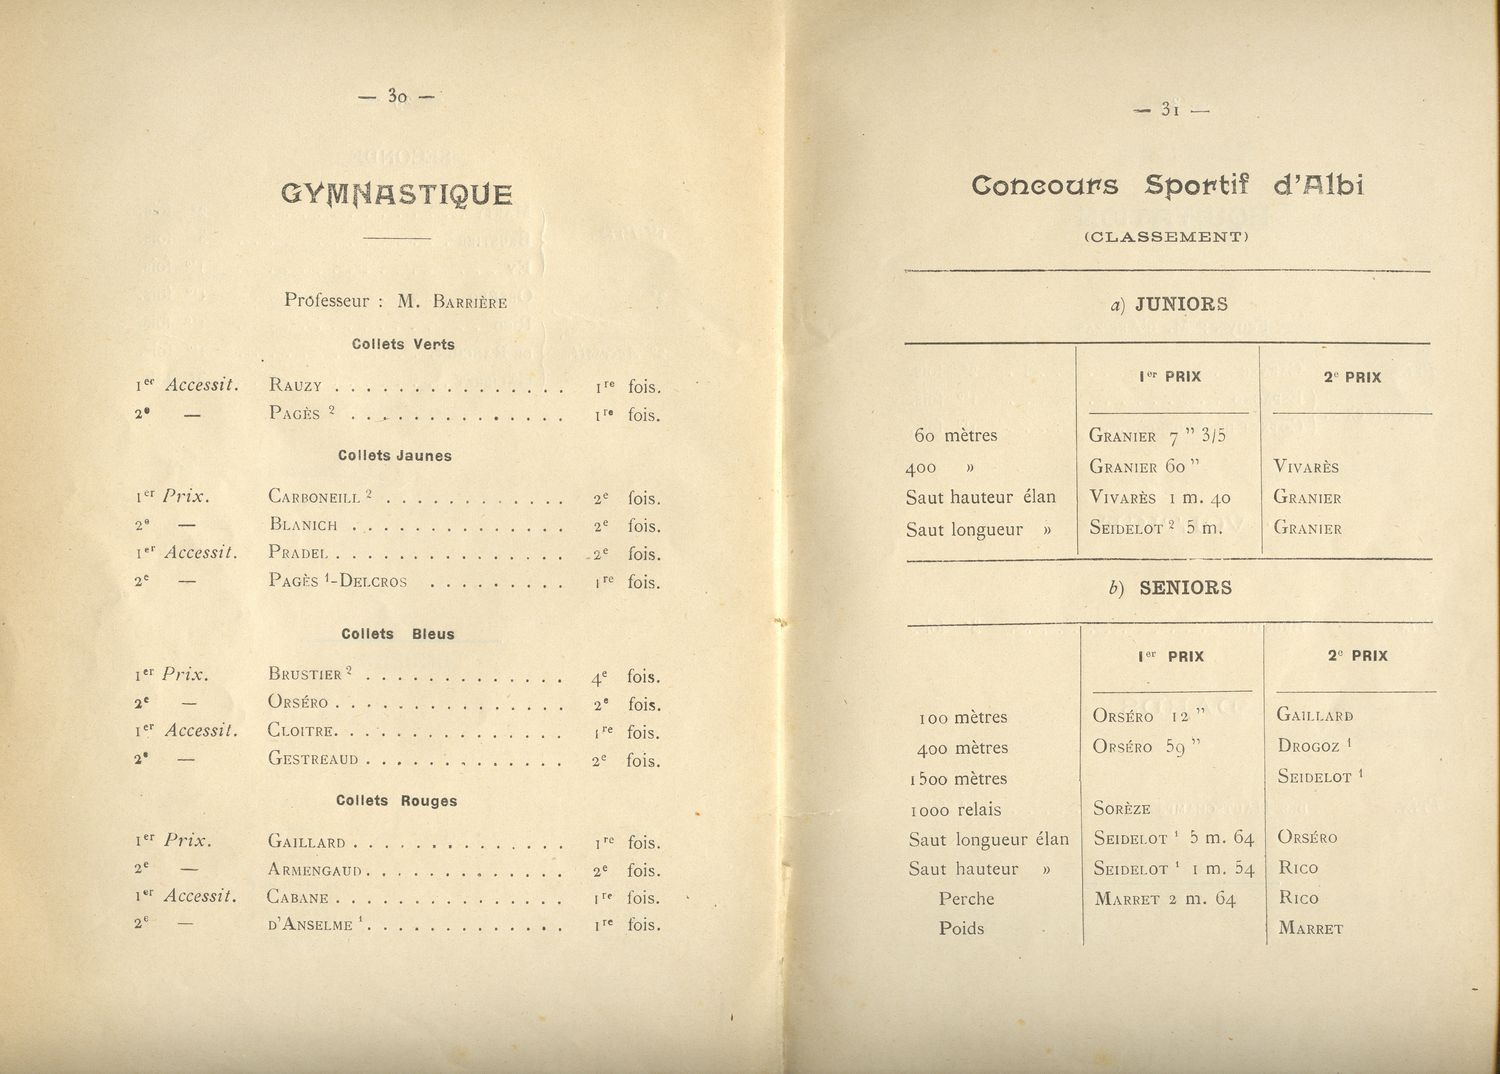 — 30 —
GYMNASTIQUE
Professeur : M. BARRIÈRE
Collets Verts
1er Accessit. RAUZY . . . . . . . . . . . . . . . 1re fois.
2e — PAGÈS 2 . . . . . . . . . . . . . . 1re fois.
Collets Jaunes
1er Prix. CARBONEILL 2 . . . . . . . . . . . . 2e fois.
2e — BLANICH . . . . . . . . . . . . . . 2e fois.
1er Accessit. PRADEL . . . . . . . . . . . . . . . 2e fois.
2e — PAGÈS 1-DELCROS . . . . . . . . . 1re fois.
Collets Bleus
1er Prix. BRUSTIER 2 . . . . . . . . . . . . . 4e fois.
2e — ORSÉRO . . . . . . . . . . . . . . . 2e fois.
1er Accessit. CLOITRE. . . . . . . . . . . . . . . 1re fois.
2e — GESTREAUD . . . . . . . . . . . . . 2e fois.
Collets Rouges
1er Prix. GAILLARD . . . . . . . . . . . . . . 1re fois.
2e — ARMENGAUD . . . . . . . . . . . . . 2e fois.
1er Accessit. CABANE . . . . . . . . . . . . . . . 1re fois.
2e — D'ANSELME 1 . . . . . . . . . . . . . 1re fois.
— 31 —
Concours Sportif d'Albi
(CLASSEMENT)
a) JUNIORS
1er PRIX 2e PRIX
60 mètres GRANIER 7 " 3/5
400 » GRANIER 60 " VIVARÈS
Saut hauteur élan VIVARÈS 1 m. 40 GRANIER
Saut longueur » SEIDELOT 2 5 m. GRANIER
b) SENIORS
1er PRIX 2e PRIX
100 mètres ORSÉRO 12 " GAILLARD
400 mètres ORSÉRO 59 " DROGOZ 1
1500 mètres SEIDELOT 1
1000 relais SORÈZE
Saut longueur élan SEIDELOT 1 5 m. 64 ORSÉRO
Saut hauteur » SEIDELOT 1 1 m. 54 RICO
Perche MARRET 2 m. 64 RICO
Poids MARRET